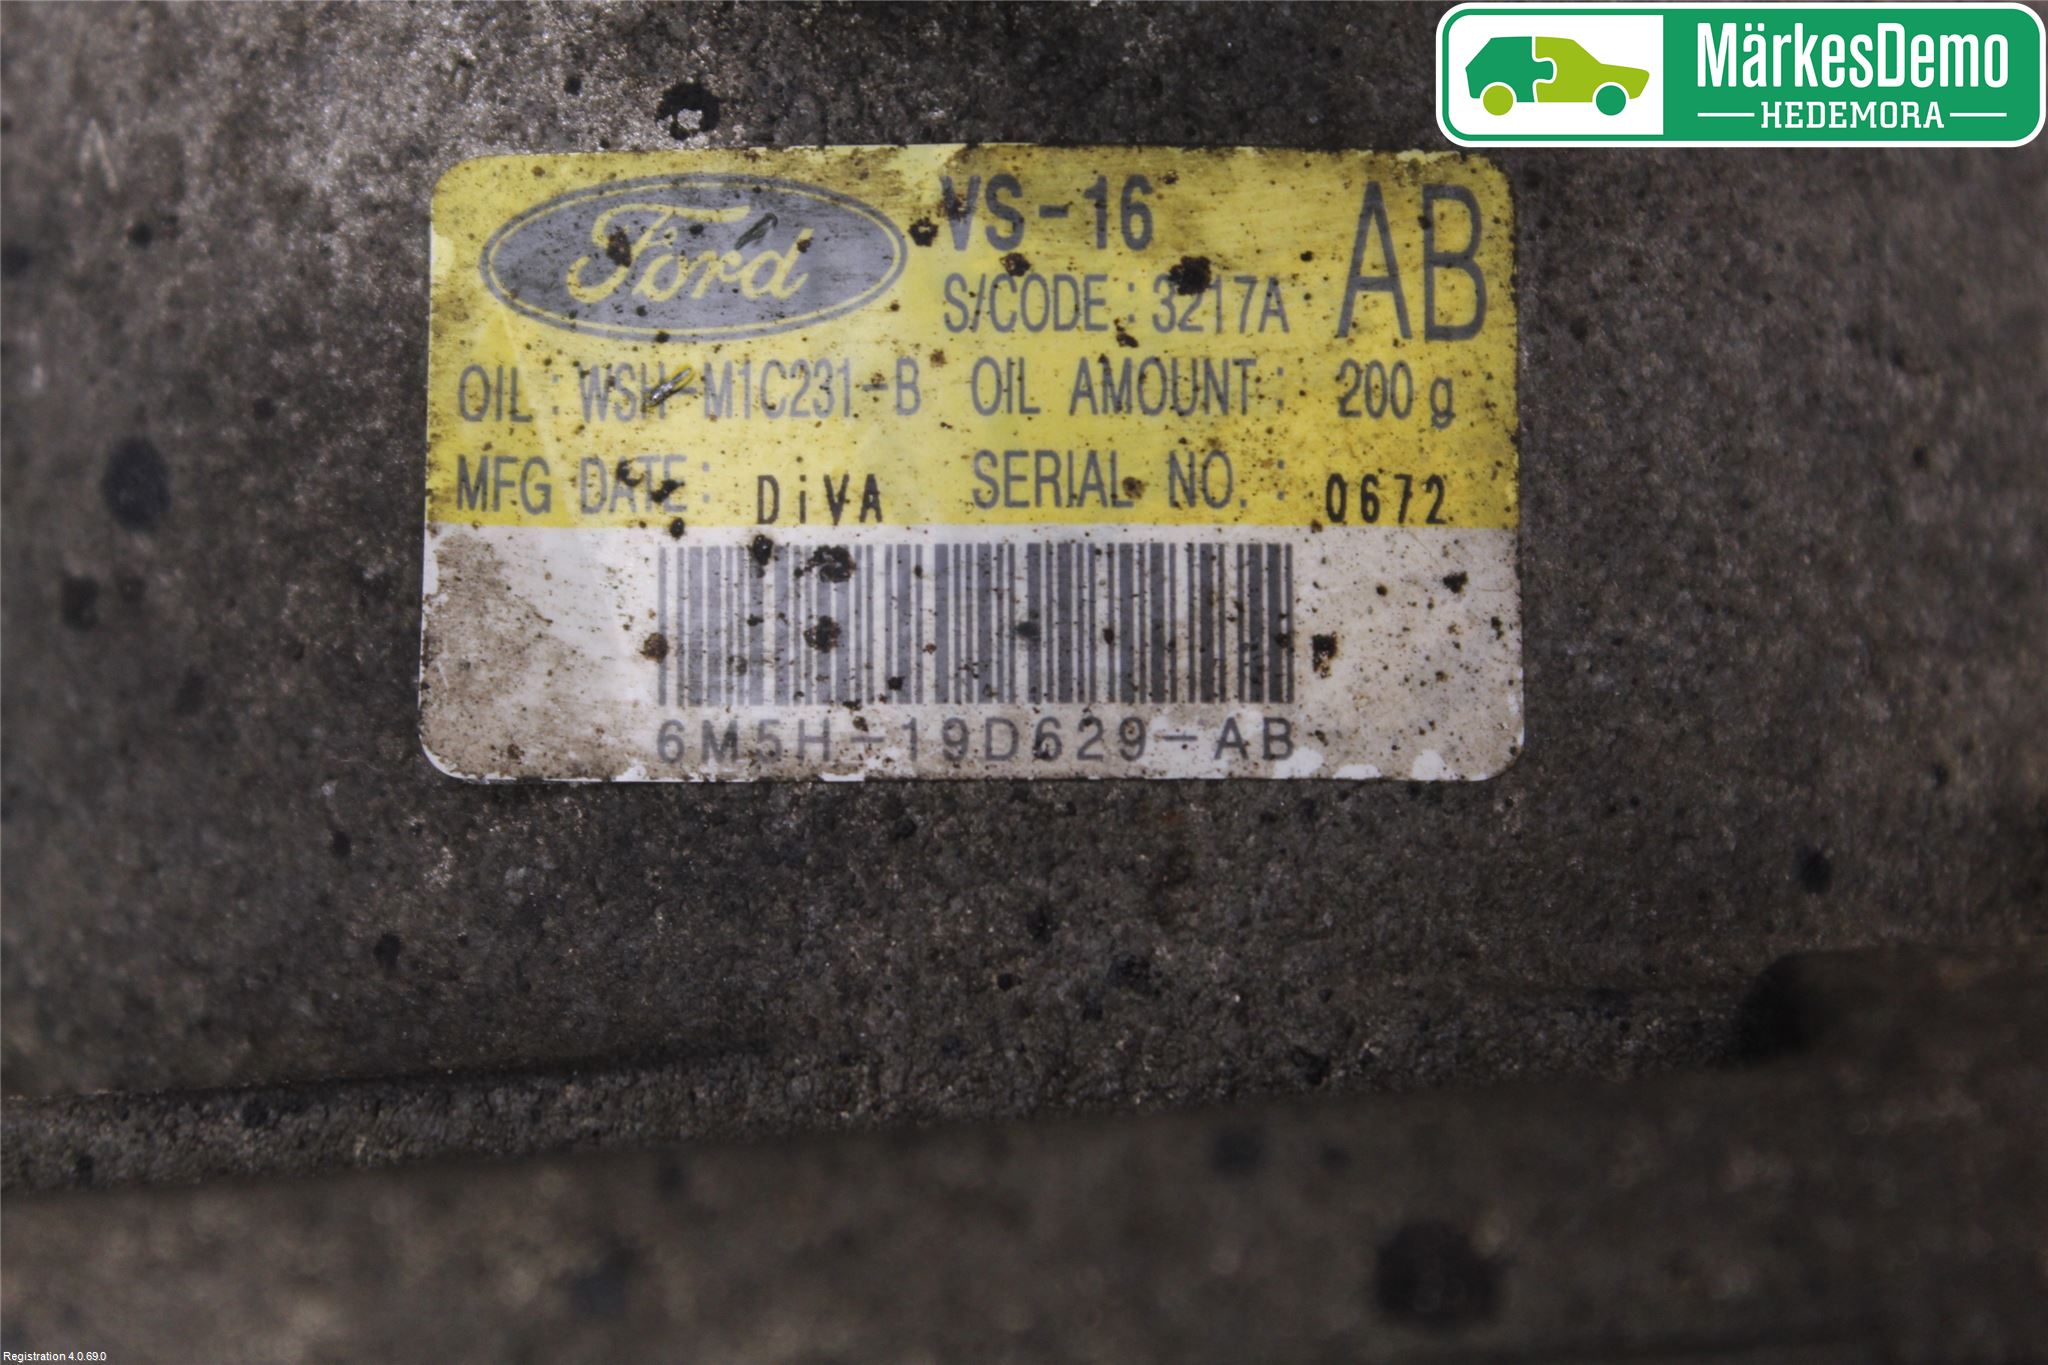 MärkesDemo
HEDEMORA
Ford VS-16 AB
S/CODE : 3217A
OIL : WSH-M1C231-B OIL AMOUNT : 200 g
MFG DATE : DiVA SERIAL NO. : 0672
6M5H-19D629-AB
Registration 4.0.69.0